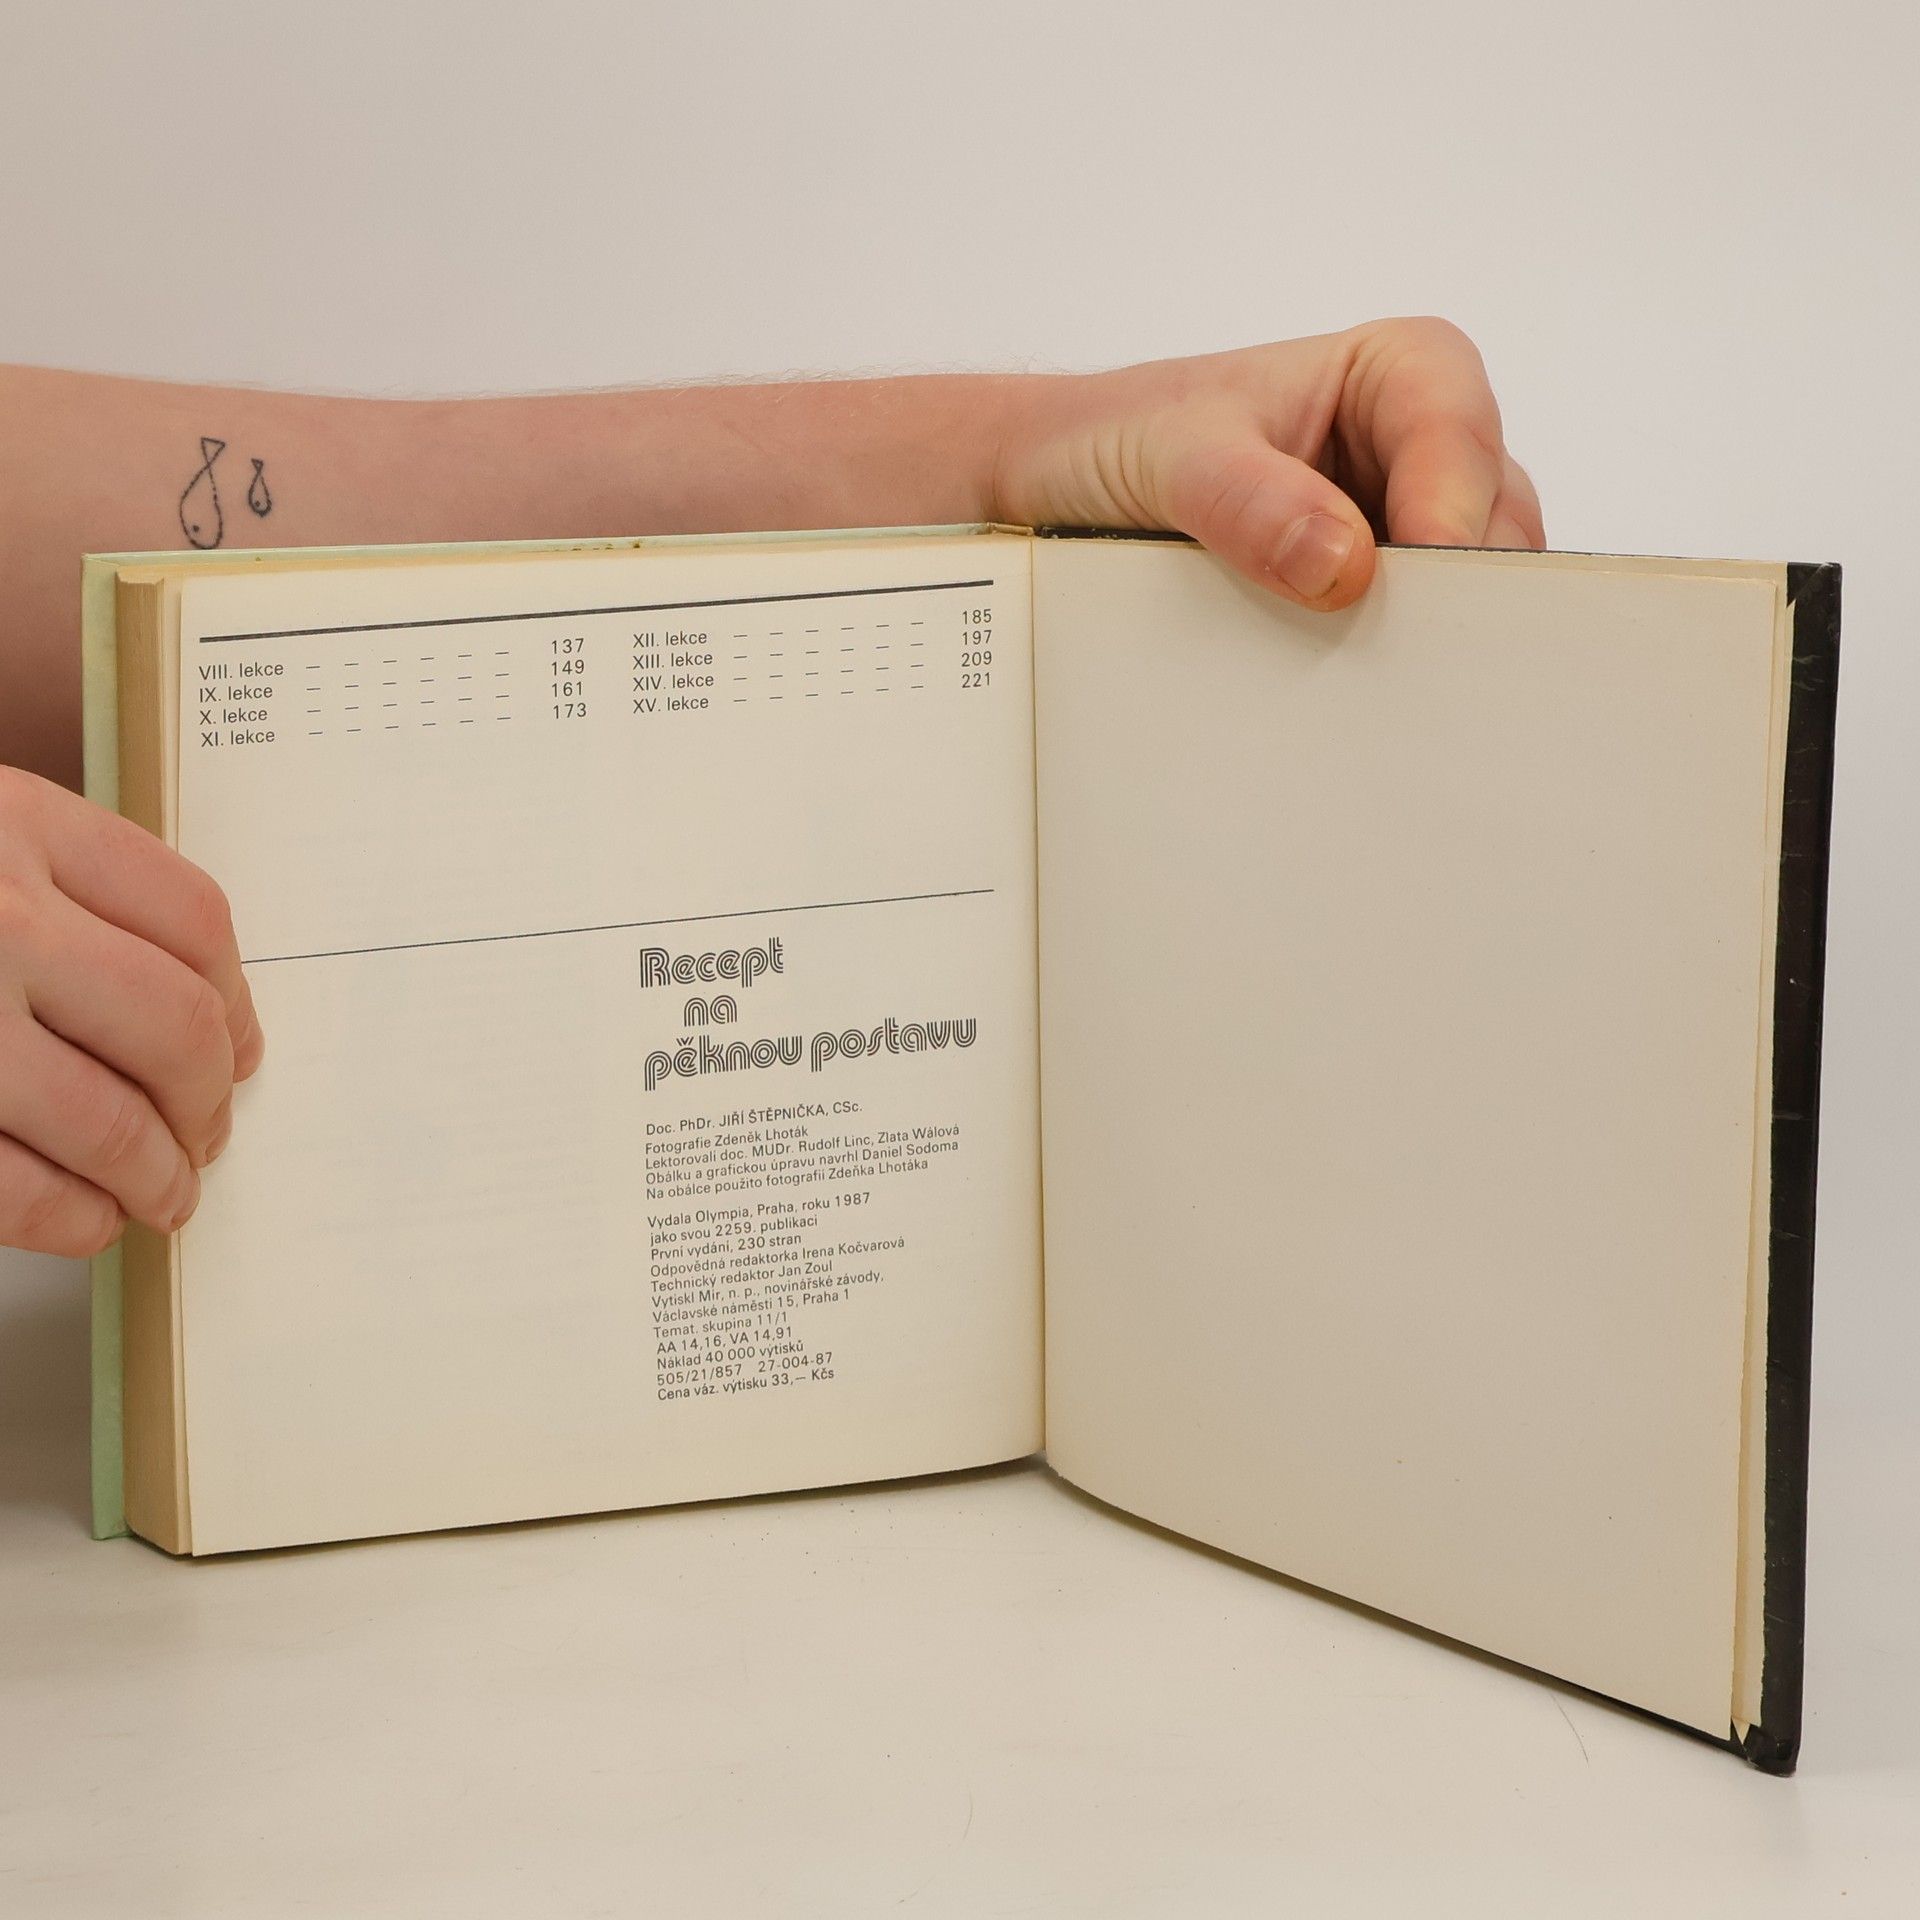 VIII. lekce – – – – – – 137
IX. lekce – – – – – – 149
X. lekce – – – – – – 161
XI. lekce – – – – – – 173
XII. lekce – – – – – – 185
XIII. lekce – – – – – – 197
XIV. lekce – – – – – – 209
XV. lekce – – – – – – 221
Recept
na
pěknou postavu
Doc. PhDr. JIŘÍ ŠTĚPNIČKA, CSc.
Fotografie Zdeněk Lhoták
Lektorovali doc. MUDr. Rudolf Linc, Zlata Wálová
Obálku a grafickou úpravu navrhl Daniel Sodoma
Na obálce použito fotografií Zdeňka Lhotáka
Vydala Olympia, Praha, roku 1987
jako svou 2259. publikaci
První vydání, 230 stran
Odpovědná redaktorka Irena Kočvarová
Technický redaktor Jan Zoul
Vytiskl Mír, n. p., novinářské závody,
Václavské náměstí 15, Praha 1
Temat. skupina 11/1
AA 14,16, VA 14,91
Náklad 40 000 výtisků
505/21/857 27-004-87
Cena váz. výtisku 33,— Kčs